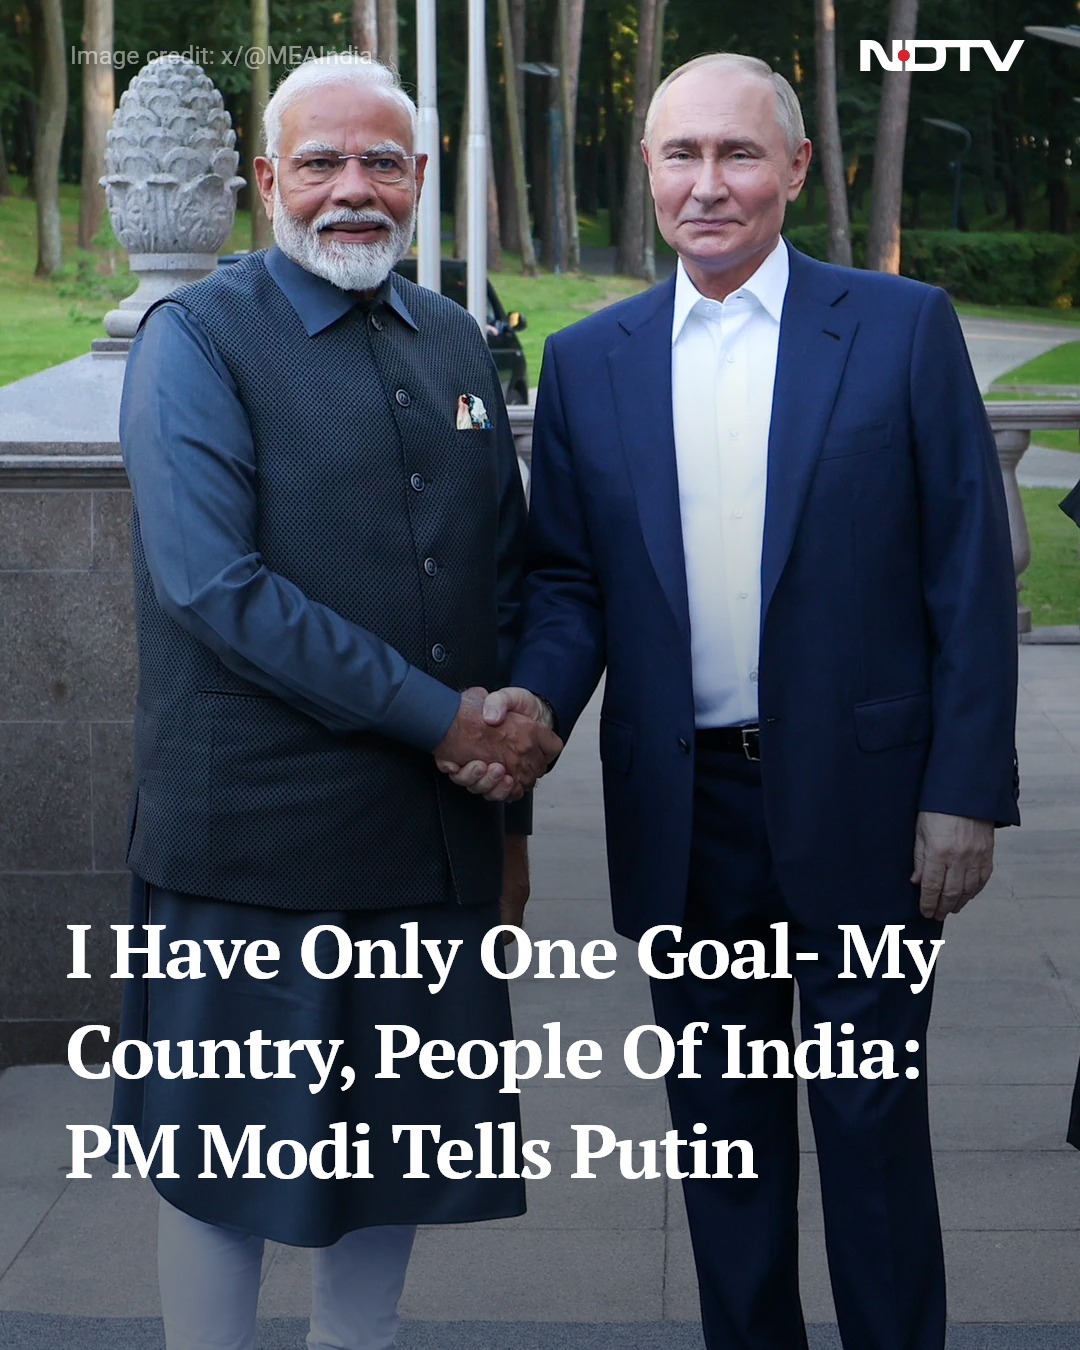 Image credit: x/@MEAIndia
NDTV
I Have Only One Goal- My
Country, People Of India:
PM Modi Tells Putin